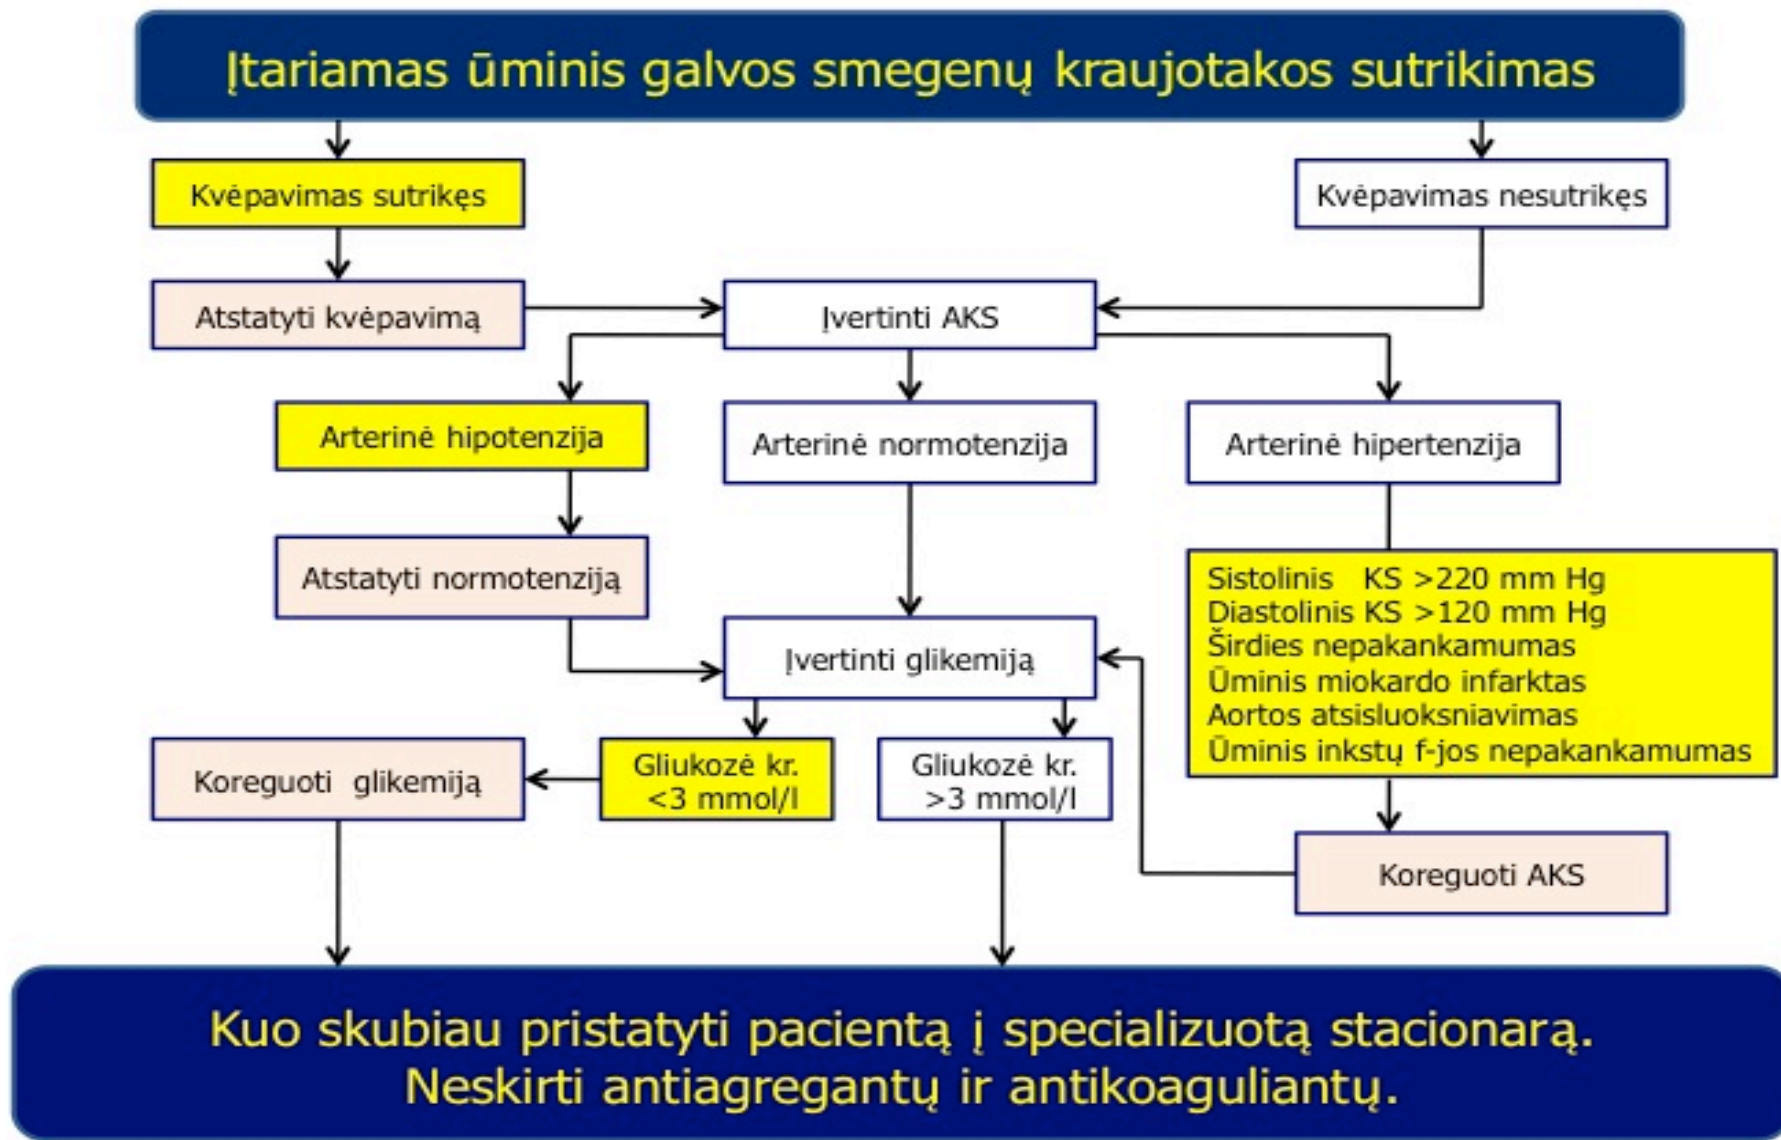 Įtariamas ūminis galvos smegenų kraujotakos sutrikimas
Kvėpavimas sutrikęs
Kvėpavimas nesutrikęs
Atstatyti kvėpavimą
Įvertinti AKS
Arterinė hipotenzija
Arterinė normotenzija
Arterinė hipertenzija
Atstatyti normotenziją
Sistolinis KS >220 mm Hg
Diastolinis KS >120 mm Hg
Širdies nepakankamumas
Ūminis miokardo infarktas
Aortos atsisluoksniavimas
Ūminis inkstų f-jos nepakankamumas
Įvertinti glikemiją
Koreguoti glikemiją
Gliukozė kr.
<3 mmol/l
Gliukozė kr.
>3 mmol/l
Koreguoti AKS
Kuo skubiau pristatyti pacientą į specializuotą stacionarą.
Neskirti antiagregantų ir antikoaguliantų.